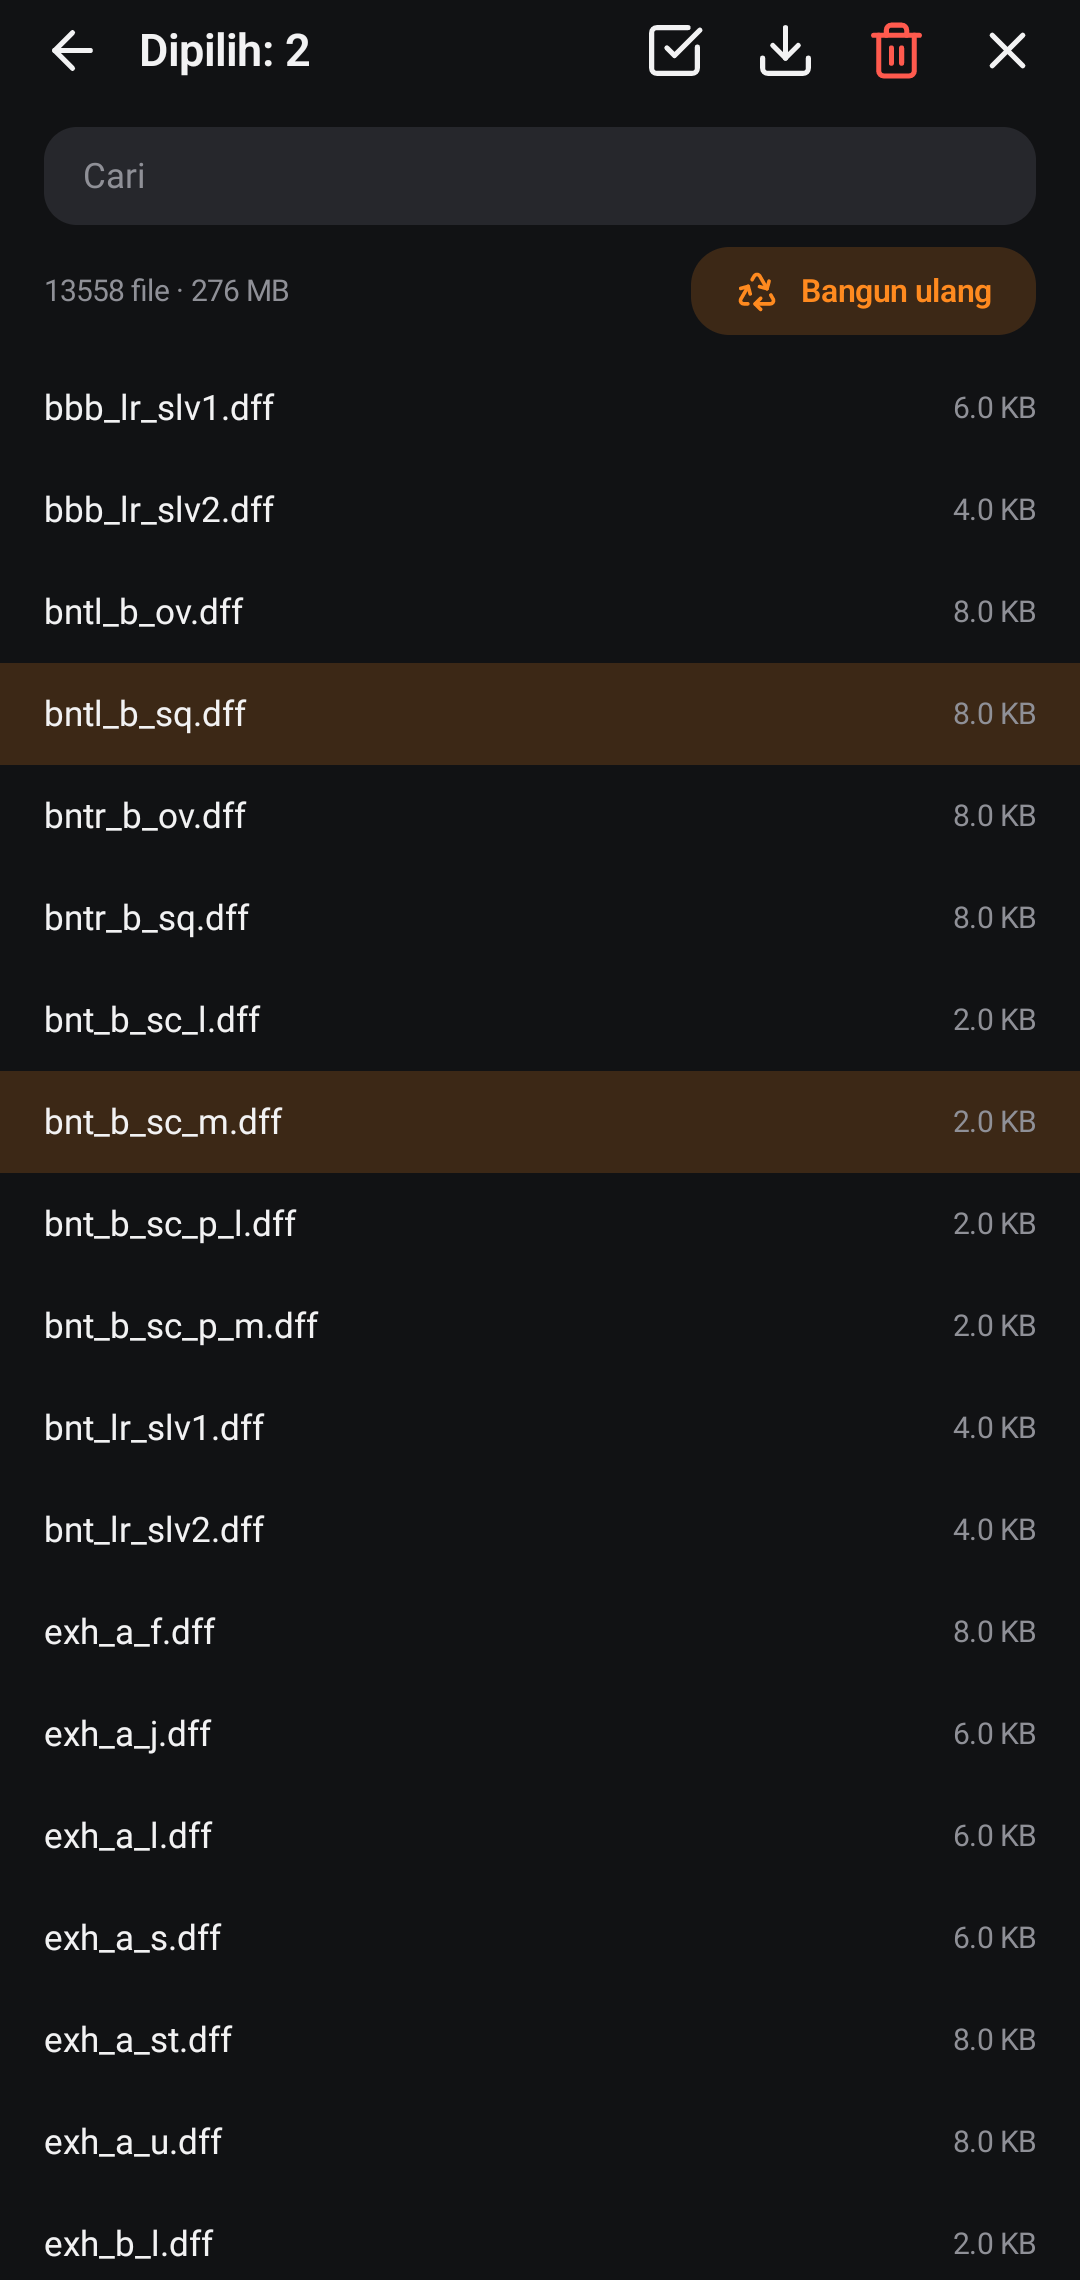 Dipilih: 2
Cari
13558 file · 276 MB
Bangun ulang
bbb_lr_slv1.dff 6.0 KB
bbb_lr_slv2.dff 4.0 KB
bntl_b_ov.dff 8.0 KB
bntl_b_sq.dff 8.0 KB
bntr_b_ov.dff 8.0 KB
bntr_b_sq.dff 8.0 KB
bnt_b_sc_l.dff 2.0 KB
bnt_b_sc_m.dff 2.0 KB
bnt_b_sc_p_l.dff 2.0 KB
bnt_b_sc_p_m.dff 2.0 KB
bnt_lr_slv1.dff 4.0 KB
bnt_lr_slv2.dff 4.0 KB
exh_a_f.dff 8.0 KB
exh_a_j.dff 6.0 KB
exh_a_l.dff 6.0 KB
exh_a_s.dff 6.0 KB
exh_a_st.dff 8.0 KB
exh_a_u.dff 8.0 KB
exh_b_l.dff 2.0 KB